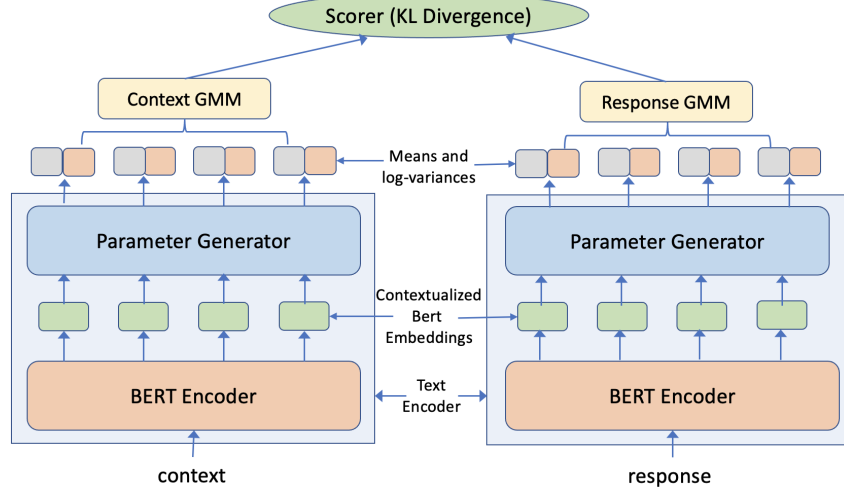 Scorer (KL Divergence)
Context GMM
Response GMM
Means and
log-variances
Parameter Generator
Parameter Generator
Contextualized
Bert
Embeddings
BERT Encoder
Text
Encoder
BERT Encoder
context
response